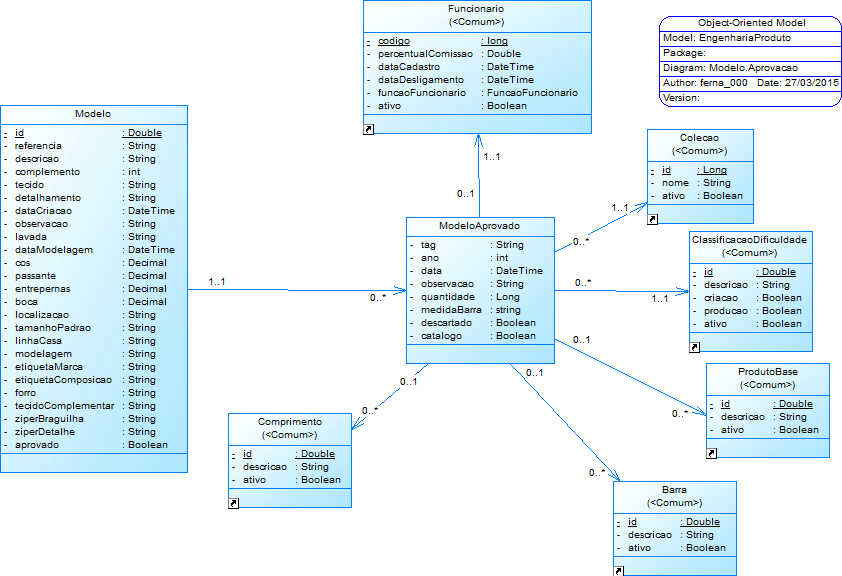 Funcionario
(<Comum>)
- codigo : long
- percentualComissao : Double
- dataCadastro : DateTime
- dataDesligamento : DateTime
- funcaoFuncionario : FuncaoFuncionario
- ativo : Boolean
Object-Oriented Model
Model: EngenhariaProduto
Package:
Diagram: Modelo.Aprovacao
Author: ferna_000 Date: 27/03/2015
Version:
Modelo
- id : Double
- referencia : String
- descricao : String
- complemento : int
- tecido : String
- detalhamento : String
- dataCriacao : DateTime
- observacao : String
- lavada : String
- dataModelagem : DateTime
- cos : Decimal
- passante : Decimal
- entrepernas : Decimal
- boca : Decimal
- localizacao : String
- tamanhoPadrao : String
- linhaCasa : String
- modelagem : String
- etiquetaMarca : String
- etiquetaComposicao : String
- forro : String
- tecidoComplementar : String
- ziperBraguilha : String
- ziperDetalhe : String
- aprovado : Boolean
1..1
0..1
Colecao
(<Comum>)
- id : Long
- nome : String
- ativo : Boolean
1..1
0..*
ModeloAprovado
- tag : String
- ano : int
- data : DateTime
- observacao : String
- quantidade : Long
- medidaBarra : string
- descartado : Boolean
- catalogo : Boolean
ClassificacaoDificuldade
(<Comum>)
- id : Double
- descricao : String
- criacao : Boolean
- producao : Boolean
- ativo : Boolean
1..1
0..*
0..*
1..1
0..1
0..*
ProdutoBase
(<Comum>)
- id : Double
- descricao : String
- ativo : Boolean
0..1
0..*
Comprimento
(<Comum>)
- id : Double
- descricao : String
- ativo : Boolean
0..1
0..*
Barra
(<Comum>)
- id : Double
- descricao : String
- ativo : Boolean